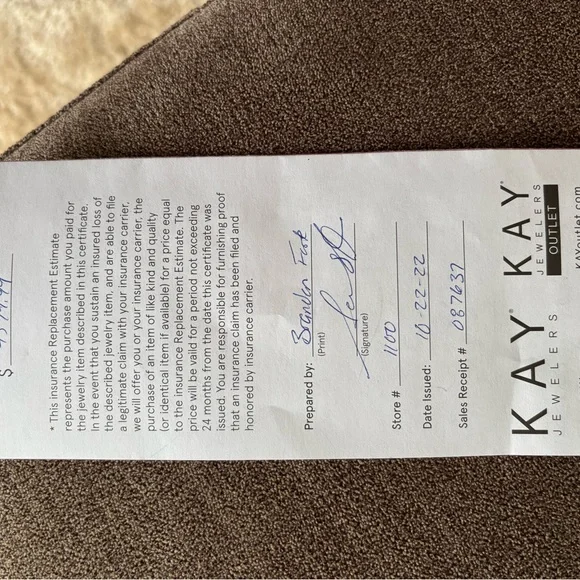 $
* This insurance Replacement Estimate
represents the purchase amount you paid for
the jewelry item described in this certificate.
In the event that you sustain an insured loss of
the described jewelry item, and are able to file
a legitimate claim with your insurance carrier,
we will offer you or your insurance carrier, the
purchase of an item of like kind and quality
(or identical item if available) for a price equal
to the insurance Replacement Estimate. The
price will be valid for a period not exceeding
24 months from the date this certificate was
issued. You are responsible for furnishing proof
that an insurance claim has been filed and
honored by insurance carrier.
Prepared by: Brandon
(Print)
(Signature)
Store # 1100
Date Issued: 10-22-22
Sales Receipt # 087637
KAY®
JEWELERS
KAY®
JEWELERS
OUTLET